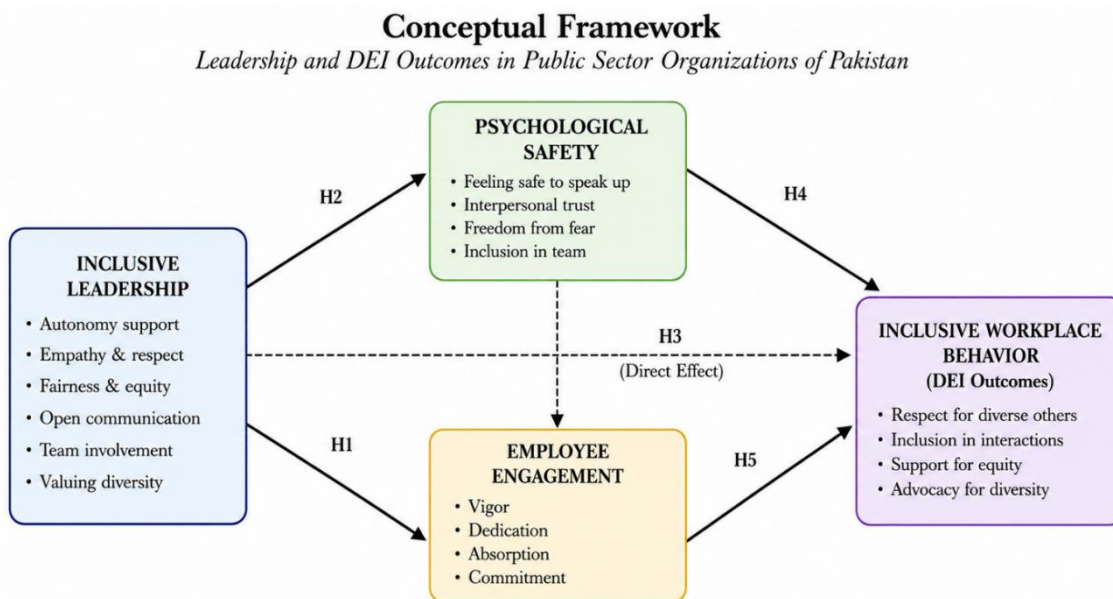 Conceptual Framework
Leadership and DEI Outcomes in Public Sector Organizations of Pakistan
PSYCHOLOGICAL
SAFETY
• Feeling safe to speak up
• Interpersonal trust
• Freedom from fear
• Inclusion in team
H2
H4
INCLUSIVE
LEADERSHIP
• Autonomy support
• Empathy & respect
• Fairness & equity
• Open communication
• Team involvement
• Valuing diversity
H3
(Direct Effect)
INCLUSIVE WORKPLACE
BEHAVIOR
(DEI Outcomes)
• Respect for diverse others
• Inclusion in interactions
• Support for equity
• Advocacy for diversity
H1
EMPLOYEE
ENGAGEMENT
• Vigor
• Dedication
• Absorption
• Commitment
H5